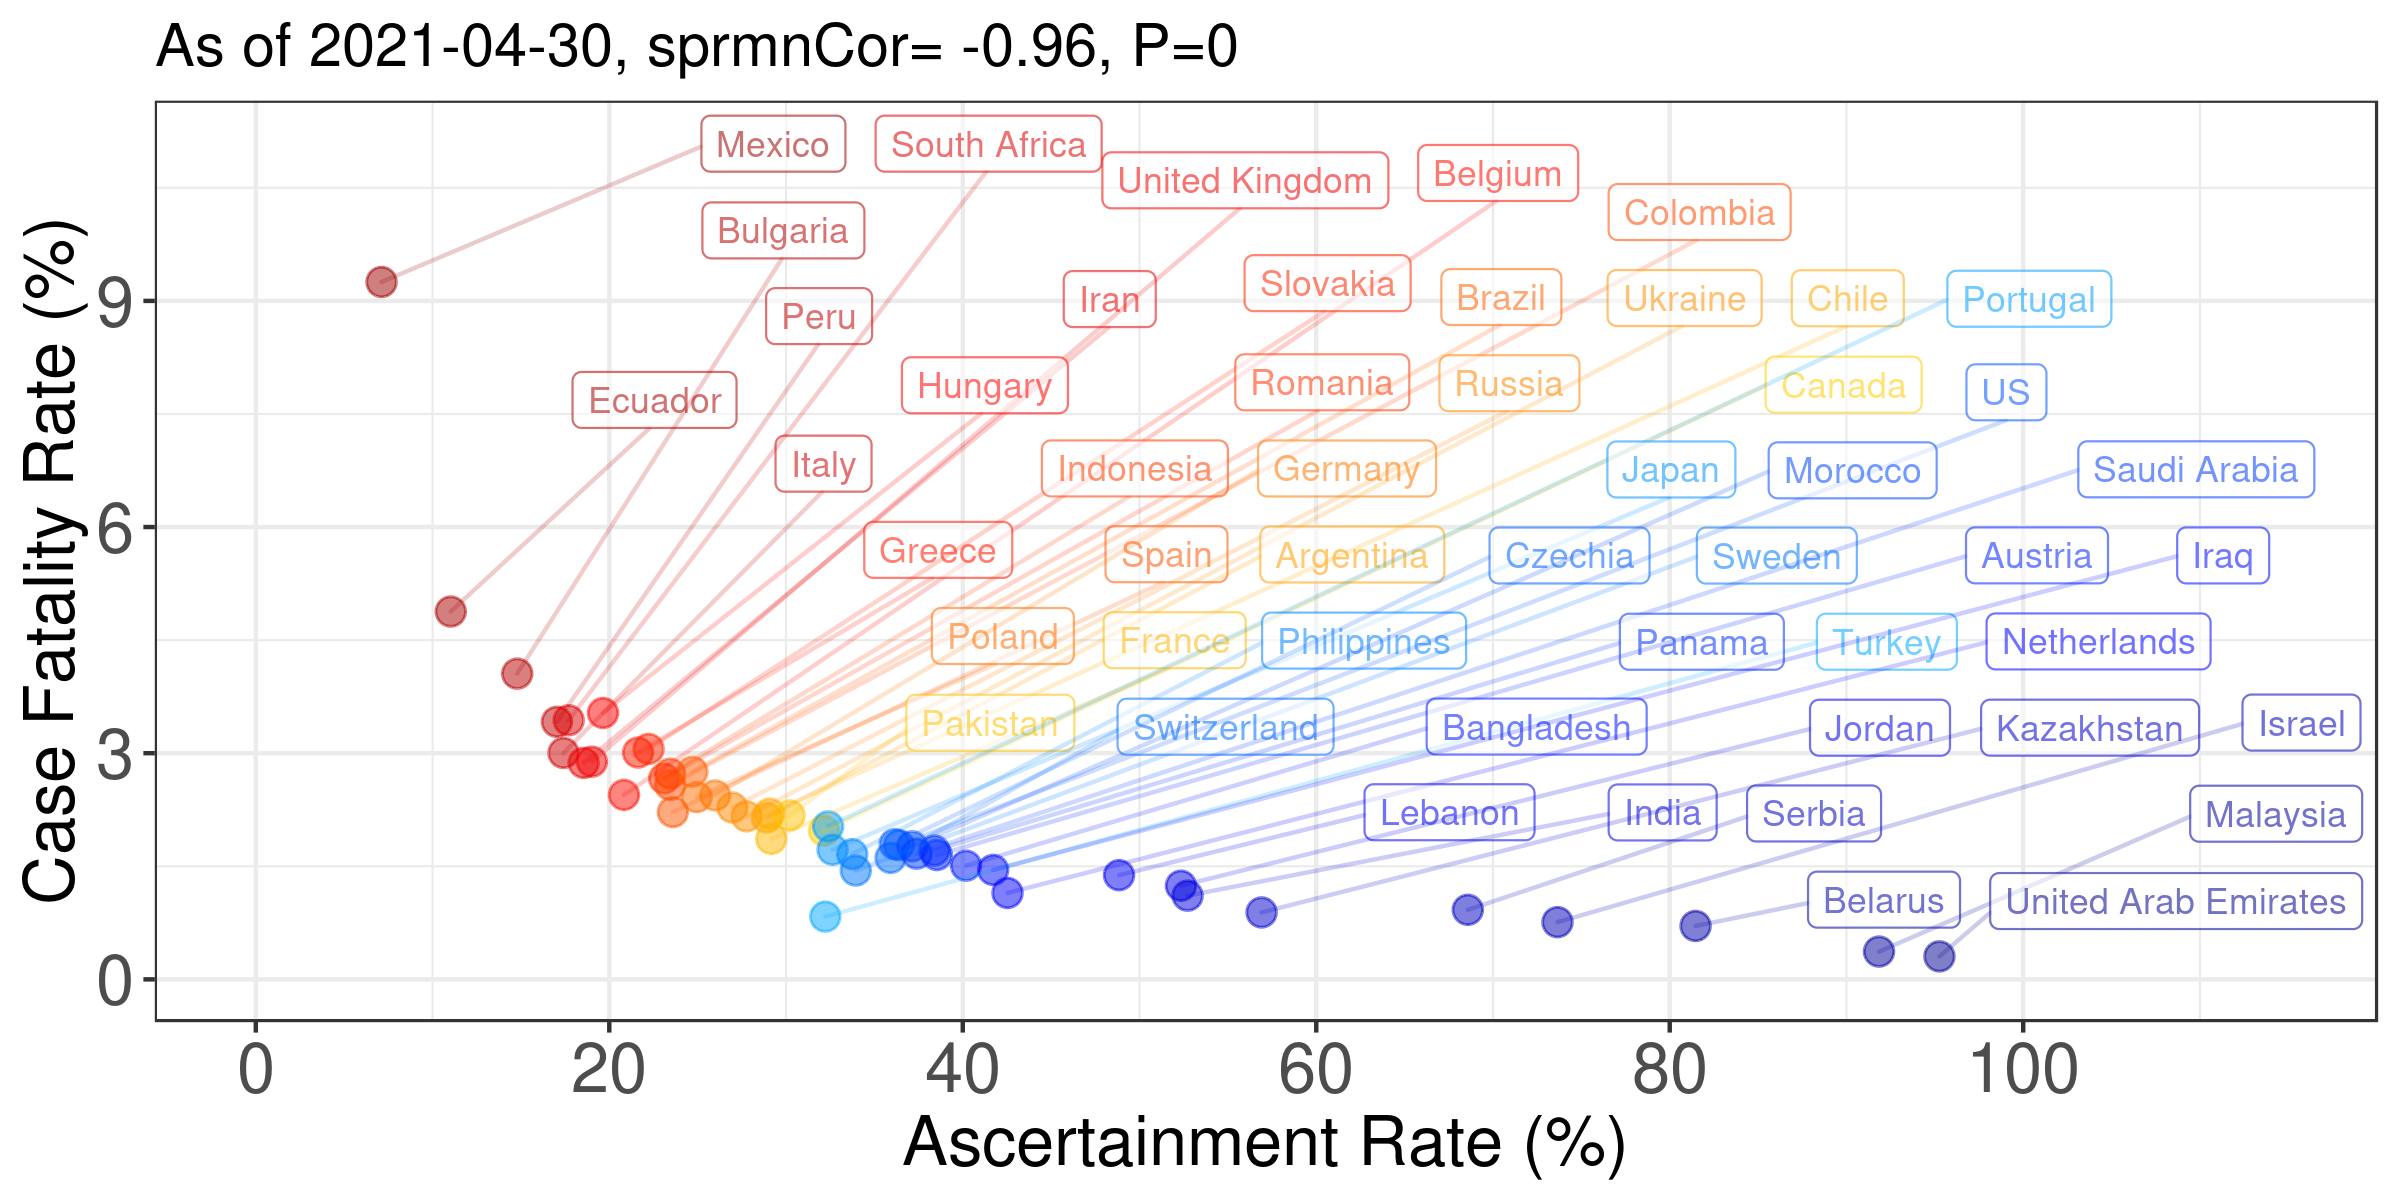 As of 2021-04-30, sprmnCor= -0.96, P=0
Case Fatality Rate (%)
9
6
3
0
Mexico
South Africa
United Kingdom
Belgium
Colombia
Bulgaria
Iran
Slovakia
Brazil
Ukraine
Chile
Portugal
Peru
Ecuador
Hungary
Romania
Russia
Canada
US
Italy
Indonesia
Germany
Japan
Morocco
Saudi Arabia
Greece
Spain
Argentina
Czechia
Sweden
Austria
Iraq
Poland
France
Philippines
Panama
Turkey
Netherlands
Pakistan
Switzerland
Bangladesh
Jordan
Kazakhstan
Israel
Lebanon
India
Serbia
Malaysia
Belarus
United Arab Emirates
0
20
40
60
80
100
Ascertainment Rate (%)